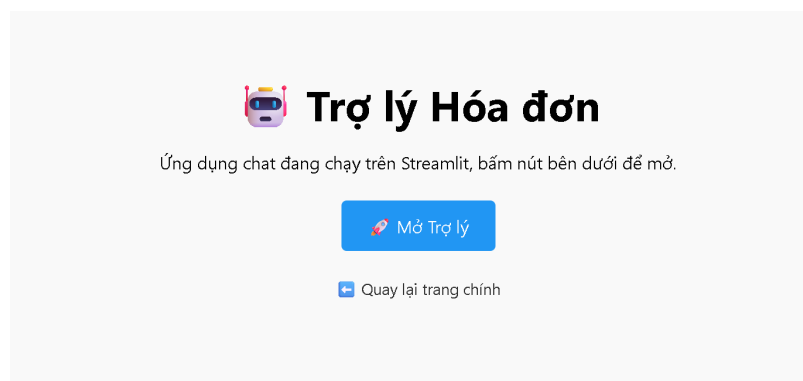 🤖 Trợ lý Hóa đơn
Ứng dụng chat đang chạy trên Streamlit, bấm nút bên dưới để mở.
🚀 Mở Trợ lý
⬅️ Quay lại trang chính